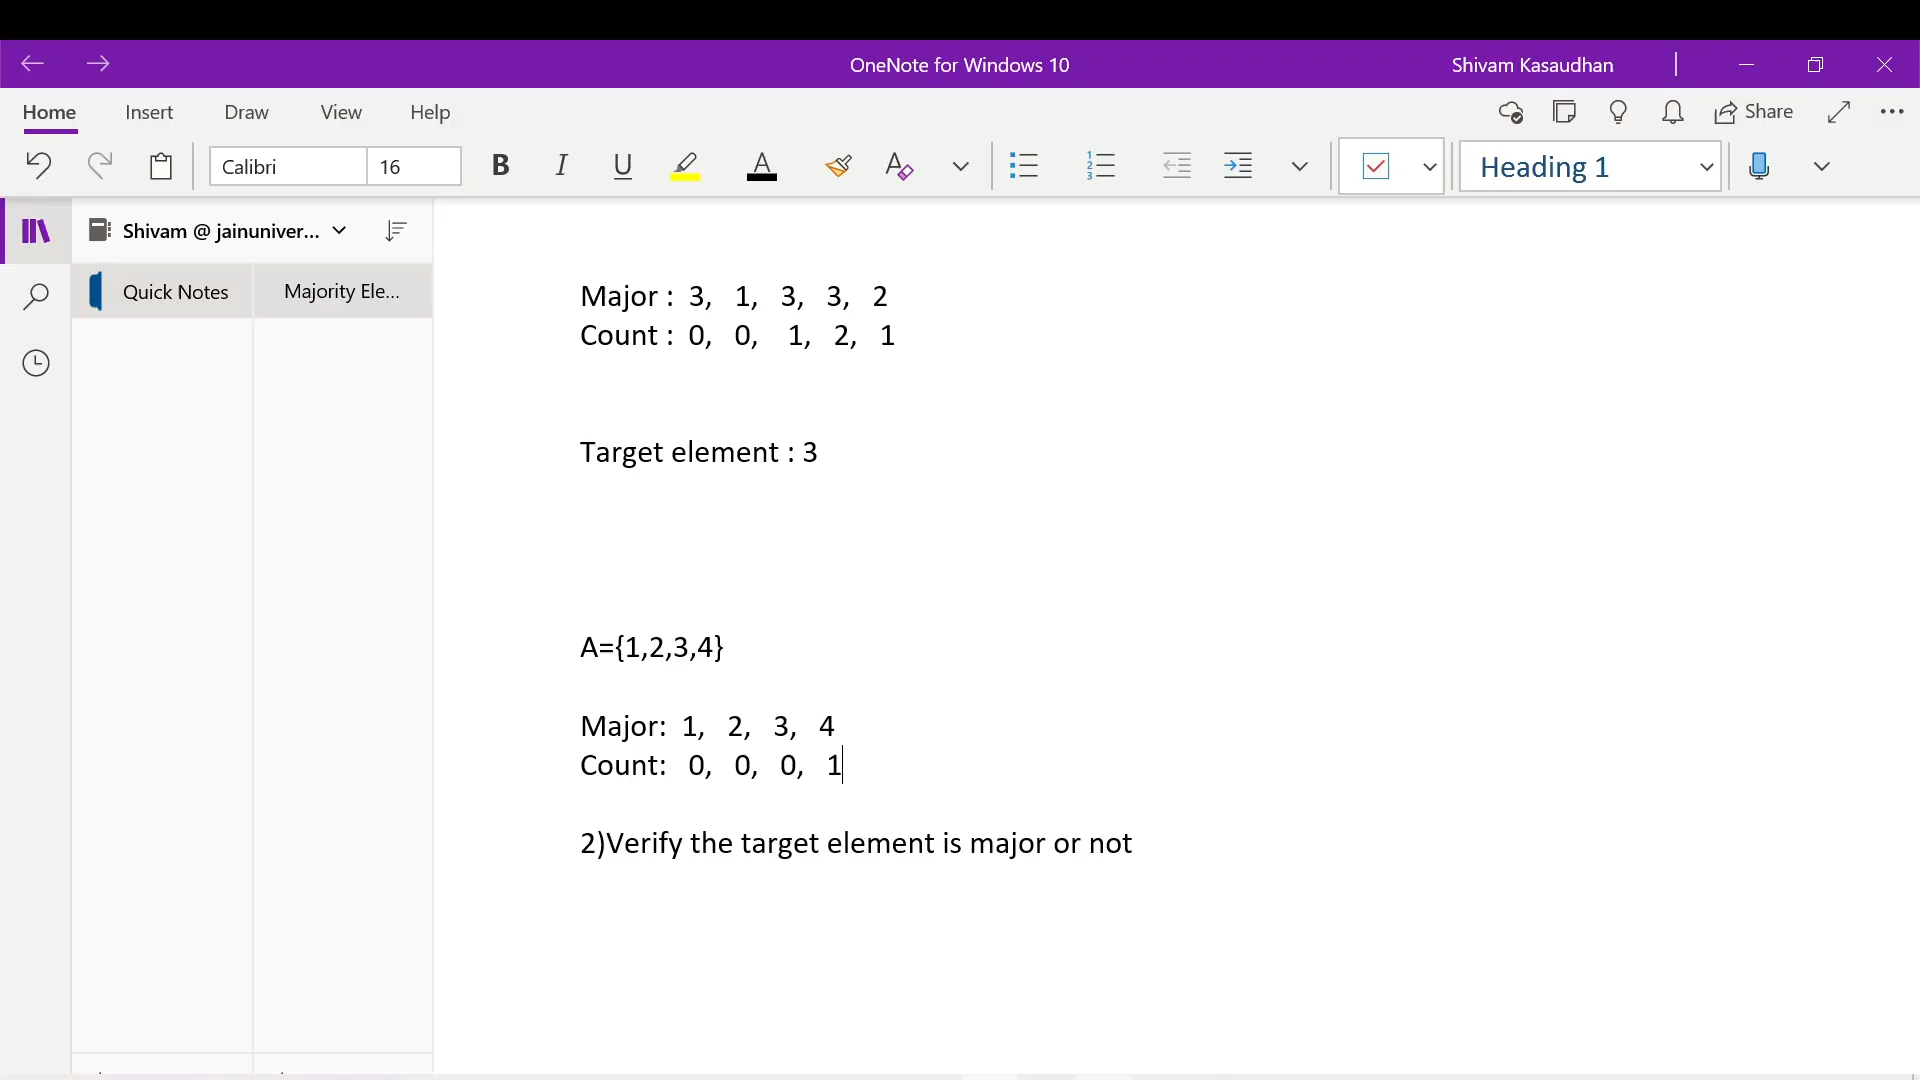 OneNote for Windows 10
Shivam Kasaudhan
Home Insert Draw View Help
Share
Calibri 16 B I U A A 1 2 3 Heading 1
Shivam @ jainuniver...
Quick Notes
Majority Ele...
Major : 3, 1, 3, 3, 2
Count : 0, 0, 1, 2, 1
Target element : 3
A={1,2,3,4}
Major: 1, 2, 3, 4
Count: 0, 0, 0, 1
2)Verify the target element is major or not